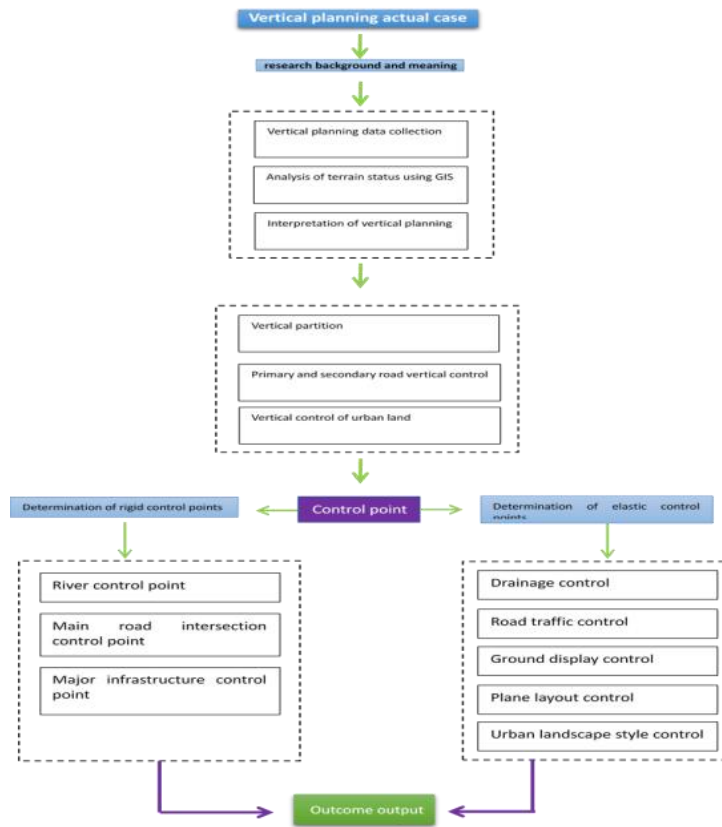 Vertical planning actual case
research background and meaning
Vertical planning data collection
Analysis of terrain status using GIS
Interpretation of vertical planning
Vertical partition
Primary and secondary road vertical control
Vertical control of urban land
Determination of rigid control points
Control point
Determination of elastic control
points
River control point
Main road intersection
control point
Major infrastructure control
point
Drainage control
Road traffic control
Ground display control
Plane layout control
Urban landscape style control
Outcome output